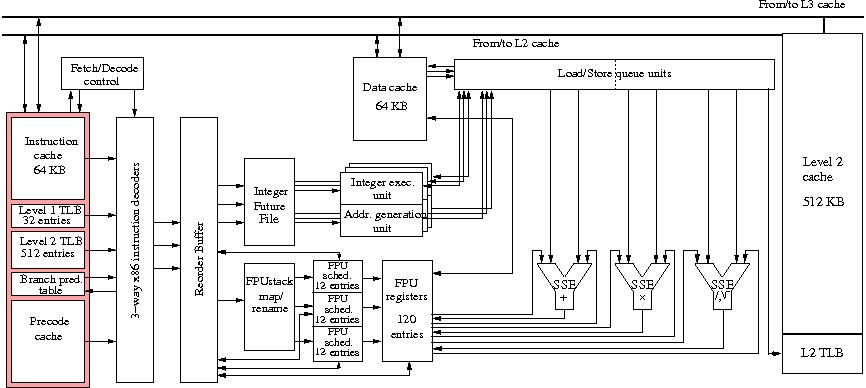 From/to L3 cache
From/to L2 cache
Fetch/Decode
control
Data cache
64 KB
Load/Store queue units
Instruction
cache
64 KB
Level 1 TLB
32 entries
Level 2 TLB
512 entries
Branch pred.
table
Precode
cache
3-way x86 instruction decoders
Reorder Buffer
Integer
Future
File
Integer exec.
unit
Addr. generation
unit
FPUstack
map/
rename
FPU
sched.
12 entries
FPU
sched.
12 entries
FPU
sched.
12 entries
FPU
registers
120
entries
SSE
+
SSE
×
SSE
/,√
Level 2
cache
512 KB
L2 TLB